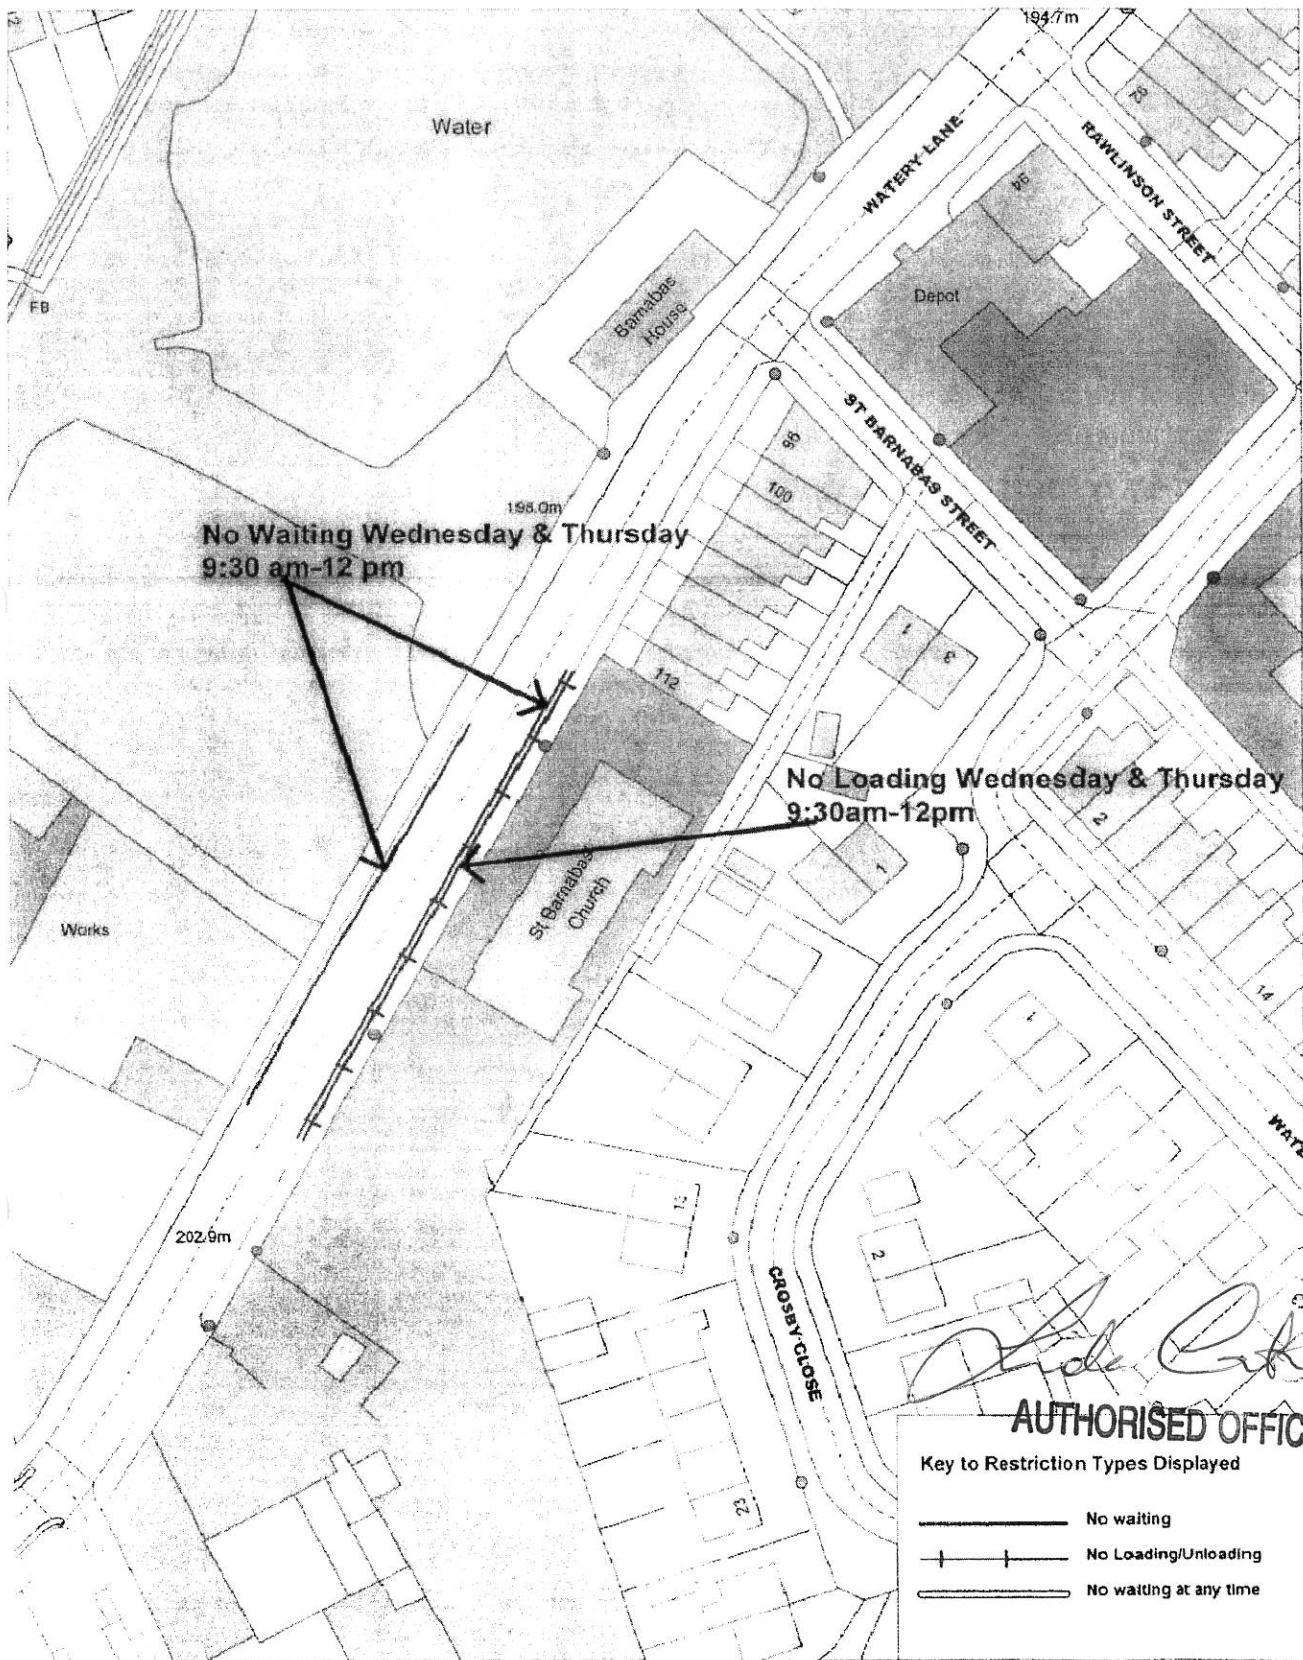 194.7m
Water
WATERY LANE
RAWLINSON STREET
92
94
FB
Barnabas
House
Depot
ST BARNABAS STREET
96
100
198.0m
No Waiting Wednesday & Thursday
9:30 am-12 pm
1
3
112
No Loading Wednesday & Thursday
9:30am-12pm
2
1
St Barnabas
Church
Works
14
1
202.9m
2
CROSBY CLOSE
AUTHORISED OFFIC
Key to Restriction Types Displayed
23
No waiting
No Loading/Unloading
No waiting at any time